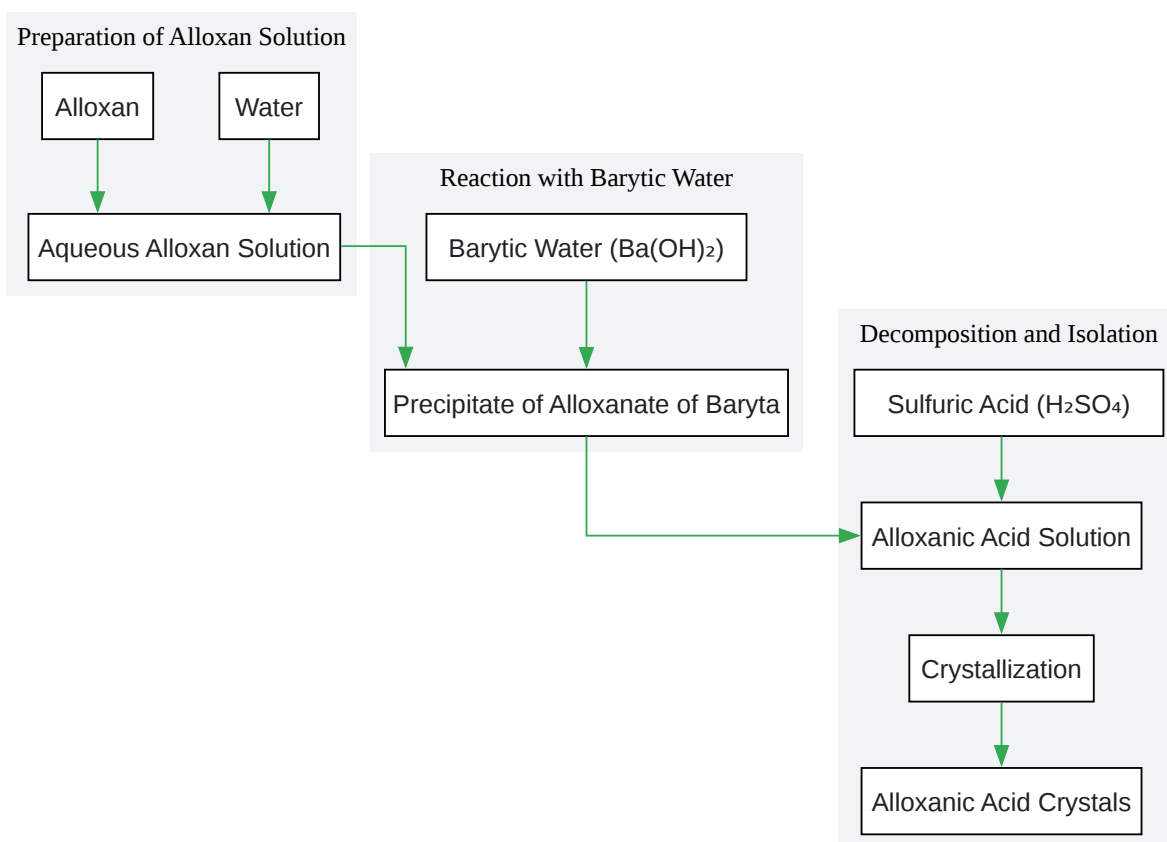 Preparation of Alloxan Solution
Alloxan
Water
Aqueous Alloxan Solution
Reaction with Barytic Water
Barytic Water (Ba(OH)₂)
Precipitate of Alloxanate of Baryta
Decomposition and Isolation
Sulfuric Acid (H₂SO₄)
Alloxanic Acid Solution
Crystallization
Alloxanic Acid Crystals